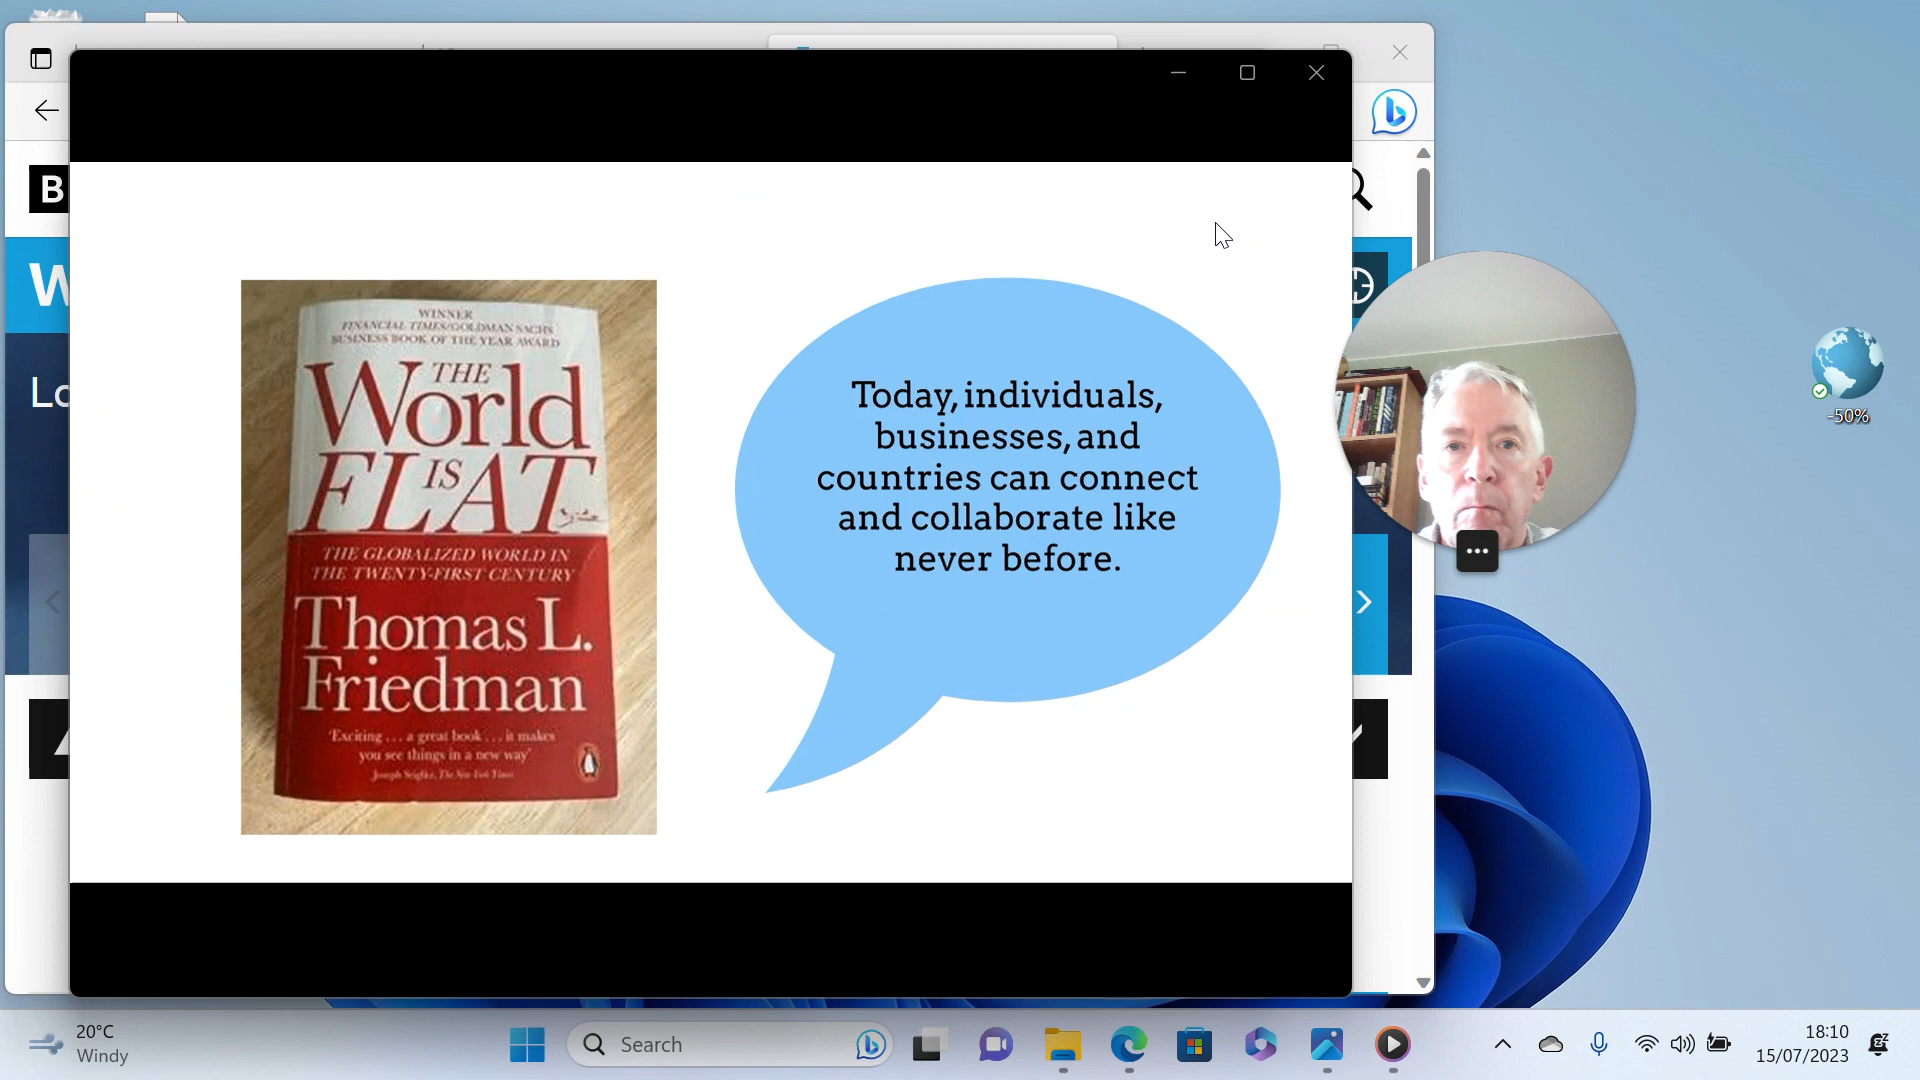 B
W
Lo
WINNER
FINANCIAL TIMES/GOLDMAN SACHS
BUSINESS BOOK OF THE YEAR AWARD
THE
World
IS
FLAT
THE GLOBALIZED WORLD IN
THE TWENTY-FIRST CENTURY
Thomas L.
Friedman
'Exciting ... a great book ... it makes
you see things in a new way'
Today, individuals,
businesses, and
countries can connect
and collaborate like
never before.
-50%
20°C
Windy
Search
18:10
15/07/2023